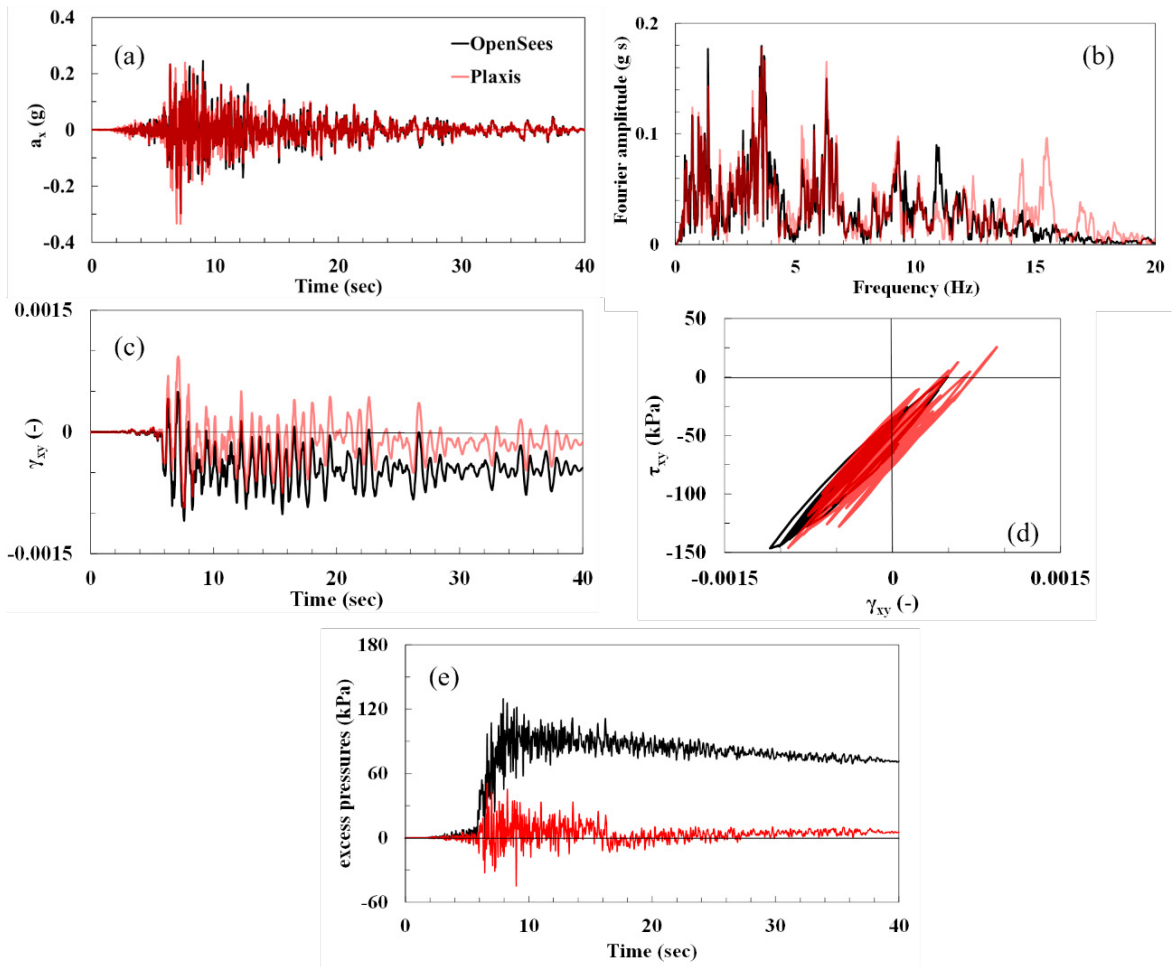 0.4
(a)
OpenSees
Plaxis
0.2
0
-0.2
-0.4
a_x (g)
0 10 20 30 40
Time (sec)
0.2
(b)
0.1
0
Fourier amplitude (g s)
0 5 10 15 20
Frequency (Hz)
0.0015
(c)
0
-0.0015
γ_xy (-)
0 10 20 30 40
Time (sec)
50
0
-50
-100
-150
τ_xy (kPa)
(d)
-0.0015 0 0.0015
γ_xy (-)
180
(e)
120
60
0
-60
excess pressures (kPa)
0 10 20 30 40
Time (sec)